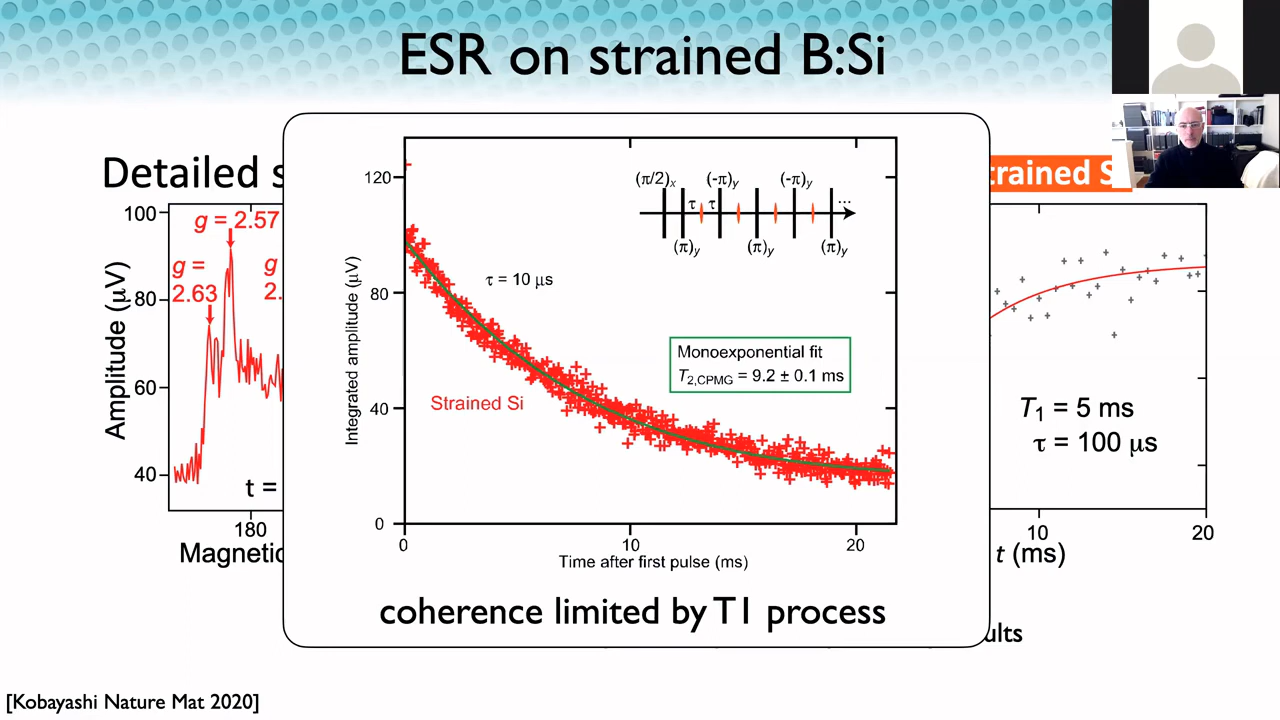 ESR on strained B:Si
Detailed s
trained S
100
80
60
40
Amplitude (μV)
g = 2.57
g =
2.63
g
2.
t =
180
Magnetic
120
80
40
0
Integrated amplitude (μV)
(π/2)x (-π)y (-π)y
τ τ ...
(π)y (π)y (π)y
τ = 10 μs
Monoexponential fit
T2,CPMG = 9.2 ± 0.1 ms
Strained Si
0 10 20
Time after first pulse (ms)
coherence limited by T1 process
T1 = 5 ms
τ = 100 μs
10 20
t (ms)
ults
[Kobayashi Nature Mat 2020]